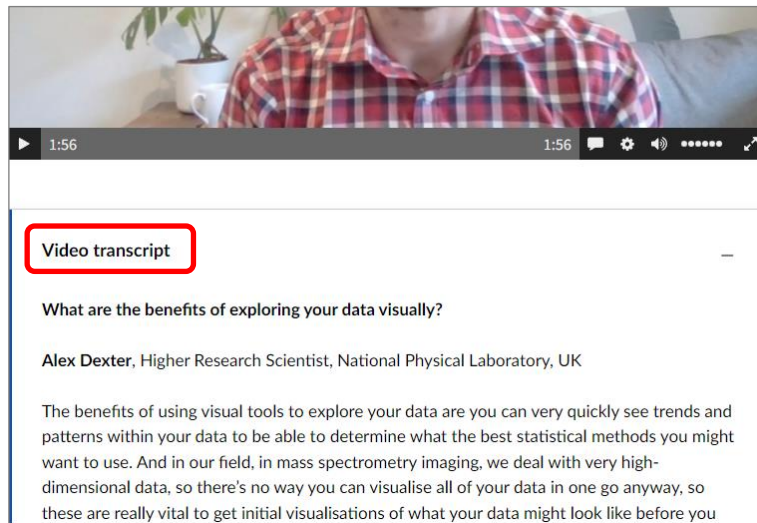 1:56 1:56
Video transcript
What are the benefits of exploring your data visually?
Alex Dexter, Higher Research Scientist, National Physical Laboratory, UK
The benefits of using visual tools to explore your data are you can very quickly see trends and
patterns within your data to be able to determine what the best statistical methods you might
want to use. And in our field, in mass spectrometry imaging, we deal with very high-
dimensional data, so there’s no way you can visualise all of your data in one go anyway, so
these are really vital to get initial visualisations of what your data might look like before you